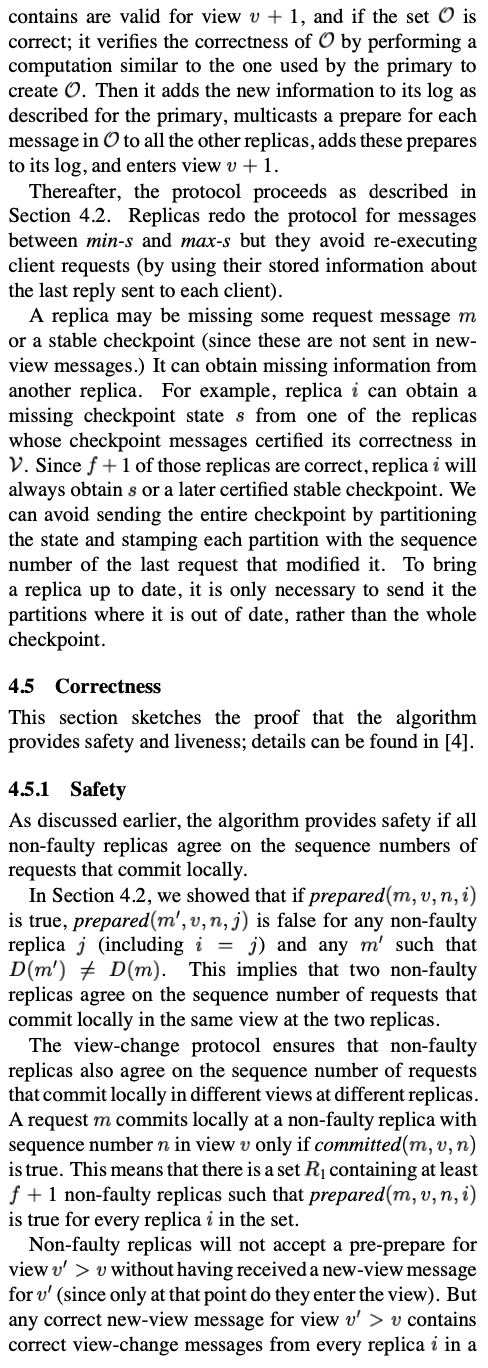 contains are valid for view v + 1, and if the set 𝒪 is
correct; it verifies the correctness of 𝒪 by performing a
computation similar to the one used by the primary to
create 𝒪. Then it adds the new information to its log as
described for the primary, multicasts a prepare for each
message in 𝒪 to all the other replicas, adds these prepares
to its log, and enters view v + 1.
Thereafter, the protocol proceeds as described in
Section 4.2. Replicas redo the protocol for messages
between min-s and max-s but they avoid re-executing
client requests (by using their stored information about
the last reply sent to each client).
A replica may be missing some request message m
or a stable checkpoint (since these are not sent in new-
view messages.) It can obtain missing information from
another replica. For example, replica i can obtain a
missing checkpoint state s from one of the replicas
whose checkpoint messages certified its correctness in
𝒱. Since f + 1 of those replicas are correct, replica i will
always obtain s or a later certified stable checkpoint. We
can avoid sending the entire checkpoint by partitioning
the state and stamping each partition with the sequence
number of the last request that modified it. To bring
a replica up to date, it is only necessary to send it the
partitions where it is out of date, rather than the whole
checkpoint.
4.5 Correctness
This section sketches the proof that the algorithm
provides safety and liveness; details can be found in [4].
4.5.1 Safety
As discussed earlier, the algorithm provides safety if all
non-faulty replicas agree on the sequence numbers of
requests that commit locally.
In Section 4.2, we showed that if prepared(m, v, n, i)
is true, prepared(m′, v, n, j) is false for any non-faulty
replica j (including i = j) and any m′ such that
D(m′) ≠ D(m). This implies that two non-faulty
replicas agree on the sequence number of requests that
commit locally in the same view at the two replicas.
The view-change protocol ensures that non-faulty
replicas also agree on the sequence number of requests
that commit locally in different views at different replicas.
A request m commits locally at a non-faulty replica with
sequence number n in view v only if committed(m, v, n)
is true. This means that there is a set R₁ containing at least
f + 1 non-faulty replicas such that prepared(m, v, n, i)
is true for every replica i in the set.
Non-faulty replicas will not accept a pre-prepare for
view v′ > v without having received a new-view message
for v′ (since only at that point do they enter the view). But
any correct new-view message for view v′ > v contains
correct view-change messages from every replica i in a